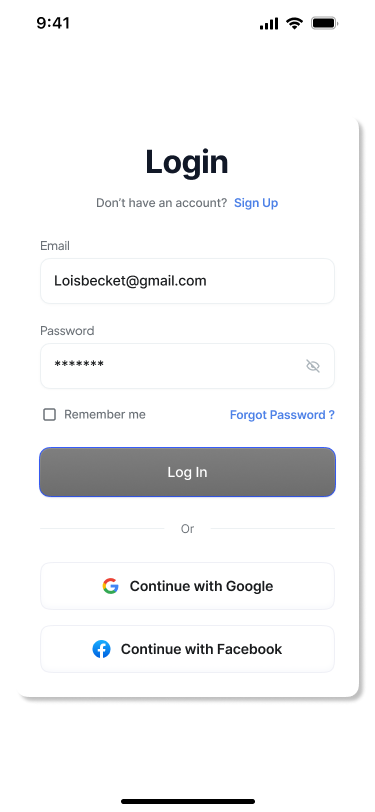 9:41
Login
Don’t have an account? Sign Up
Email
Loisbecket@gmail.com
Password
*******
Remember me Forgot Password ?
Log In
Or
Continue with Google
Continue with Facebook